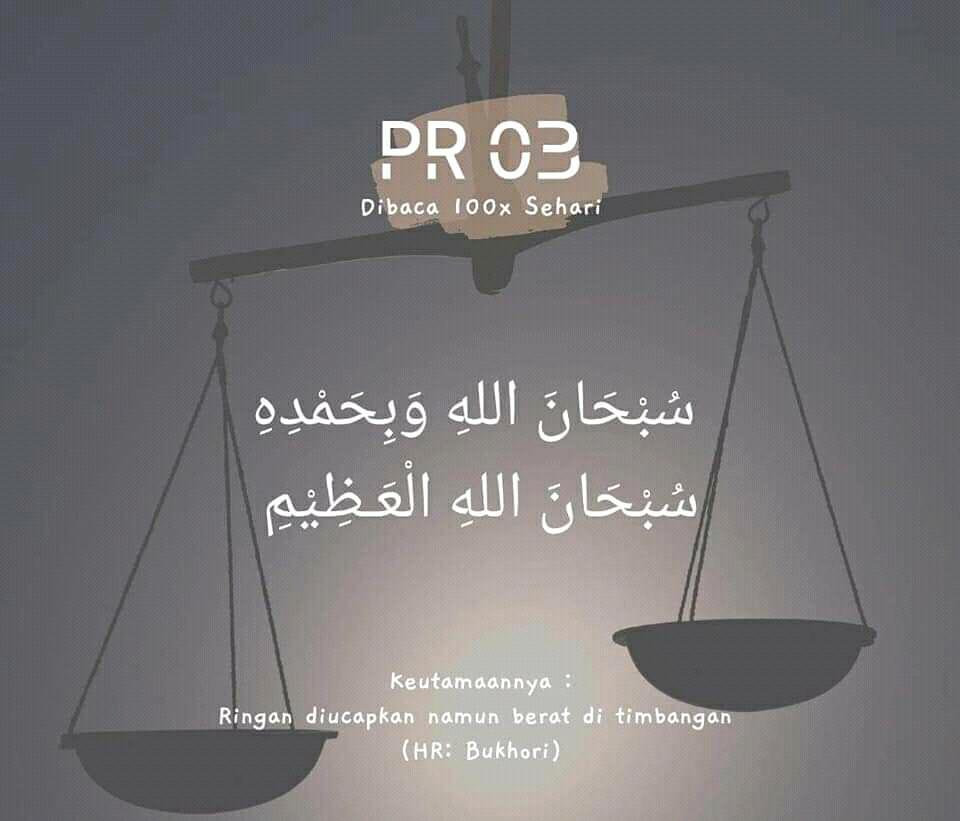 PR 03
Dibaca 100x Sehari
سُبْحَانَ اللهِ وَبِحَمْدِهِ
سُبْحَانَ اللهِ الْعَظِيْمِ
Keutamaannya :
Ringan diucapkan namun berat di timbangan
(HR: Bukhori)